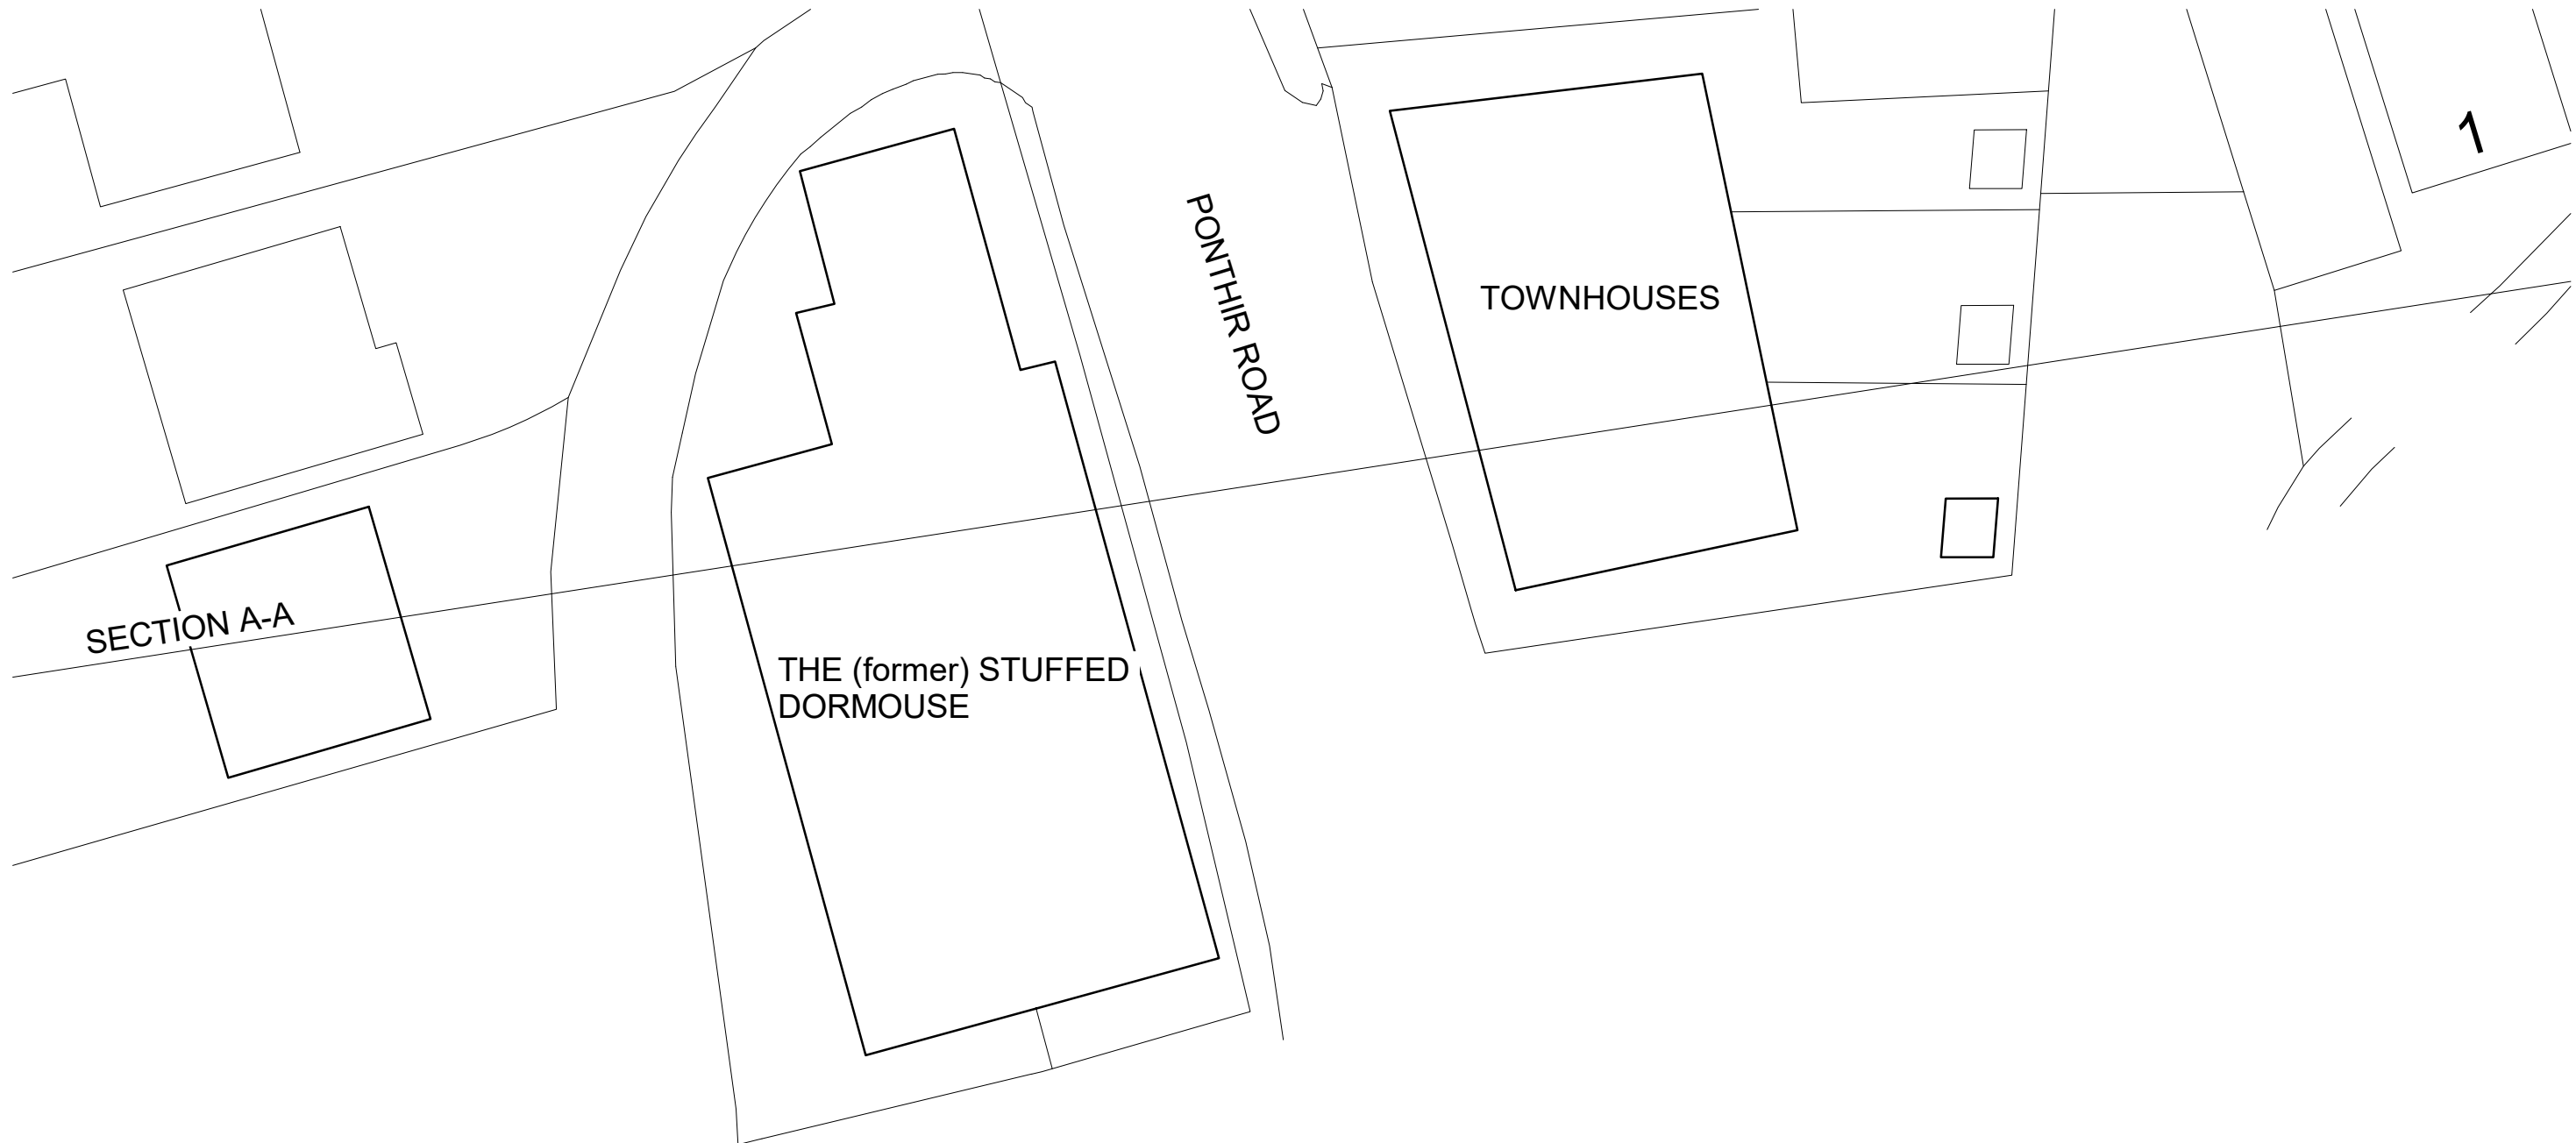 1
PONTHIR ROAD
TOWNHOUSES
SECTION A-A
THE (former) STUFFED
DORMOUSE